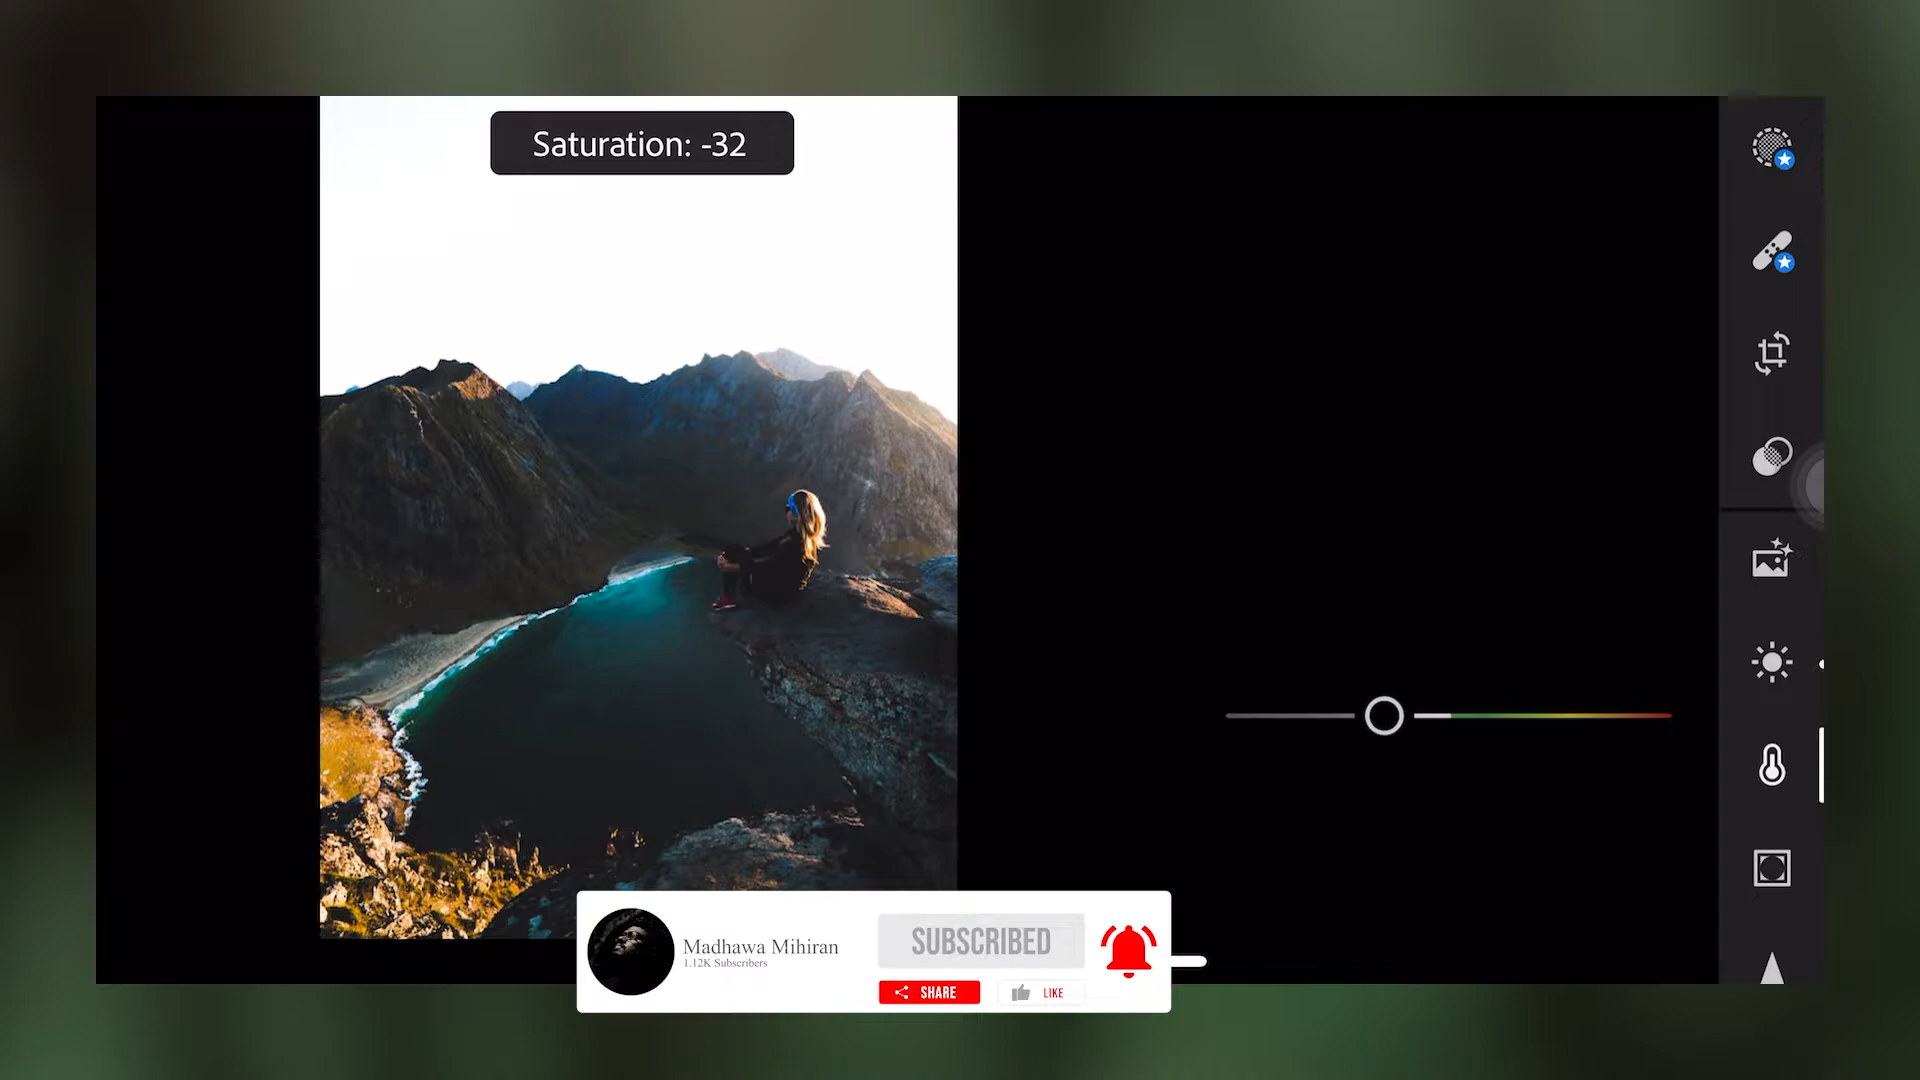 Saturation: -32
Madhawa Mihiran
1.12K Subscribers
SUBSCRIBED
SHARE
LIKE